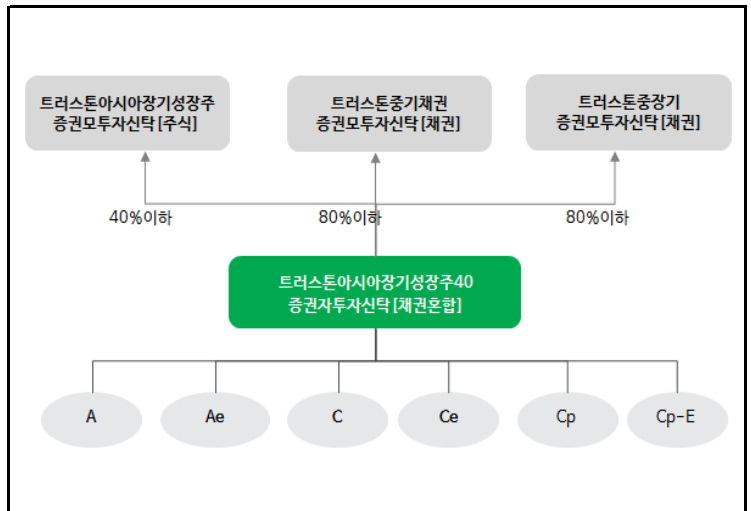 트러스톤아시아장기성장주
증권모투자신탁[주식]
트러스톤중기채권
증권모투자신탁[채권]
트러스톤중장기
증권모투자신탁[채권]
40%이하
80%이하
80%이하
트러스톤아시아장기성장주40
증권자투자신탁[채권혼합]
A
Ae
C
Ce
Cp
Cp-E